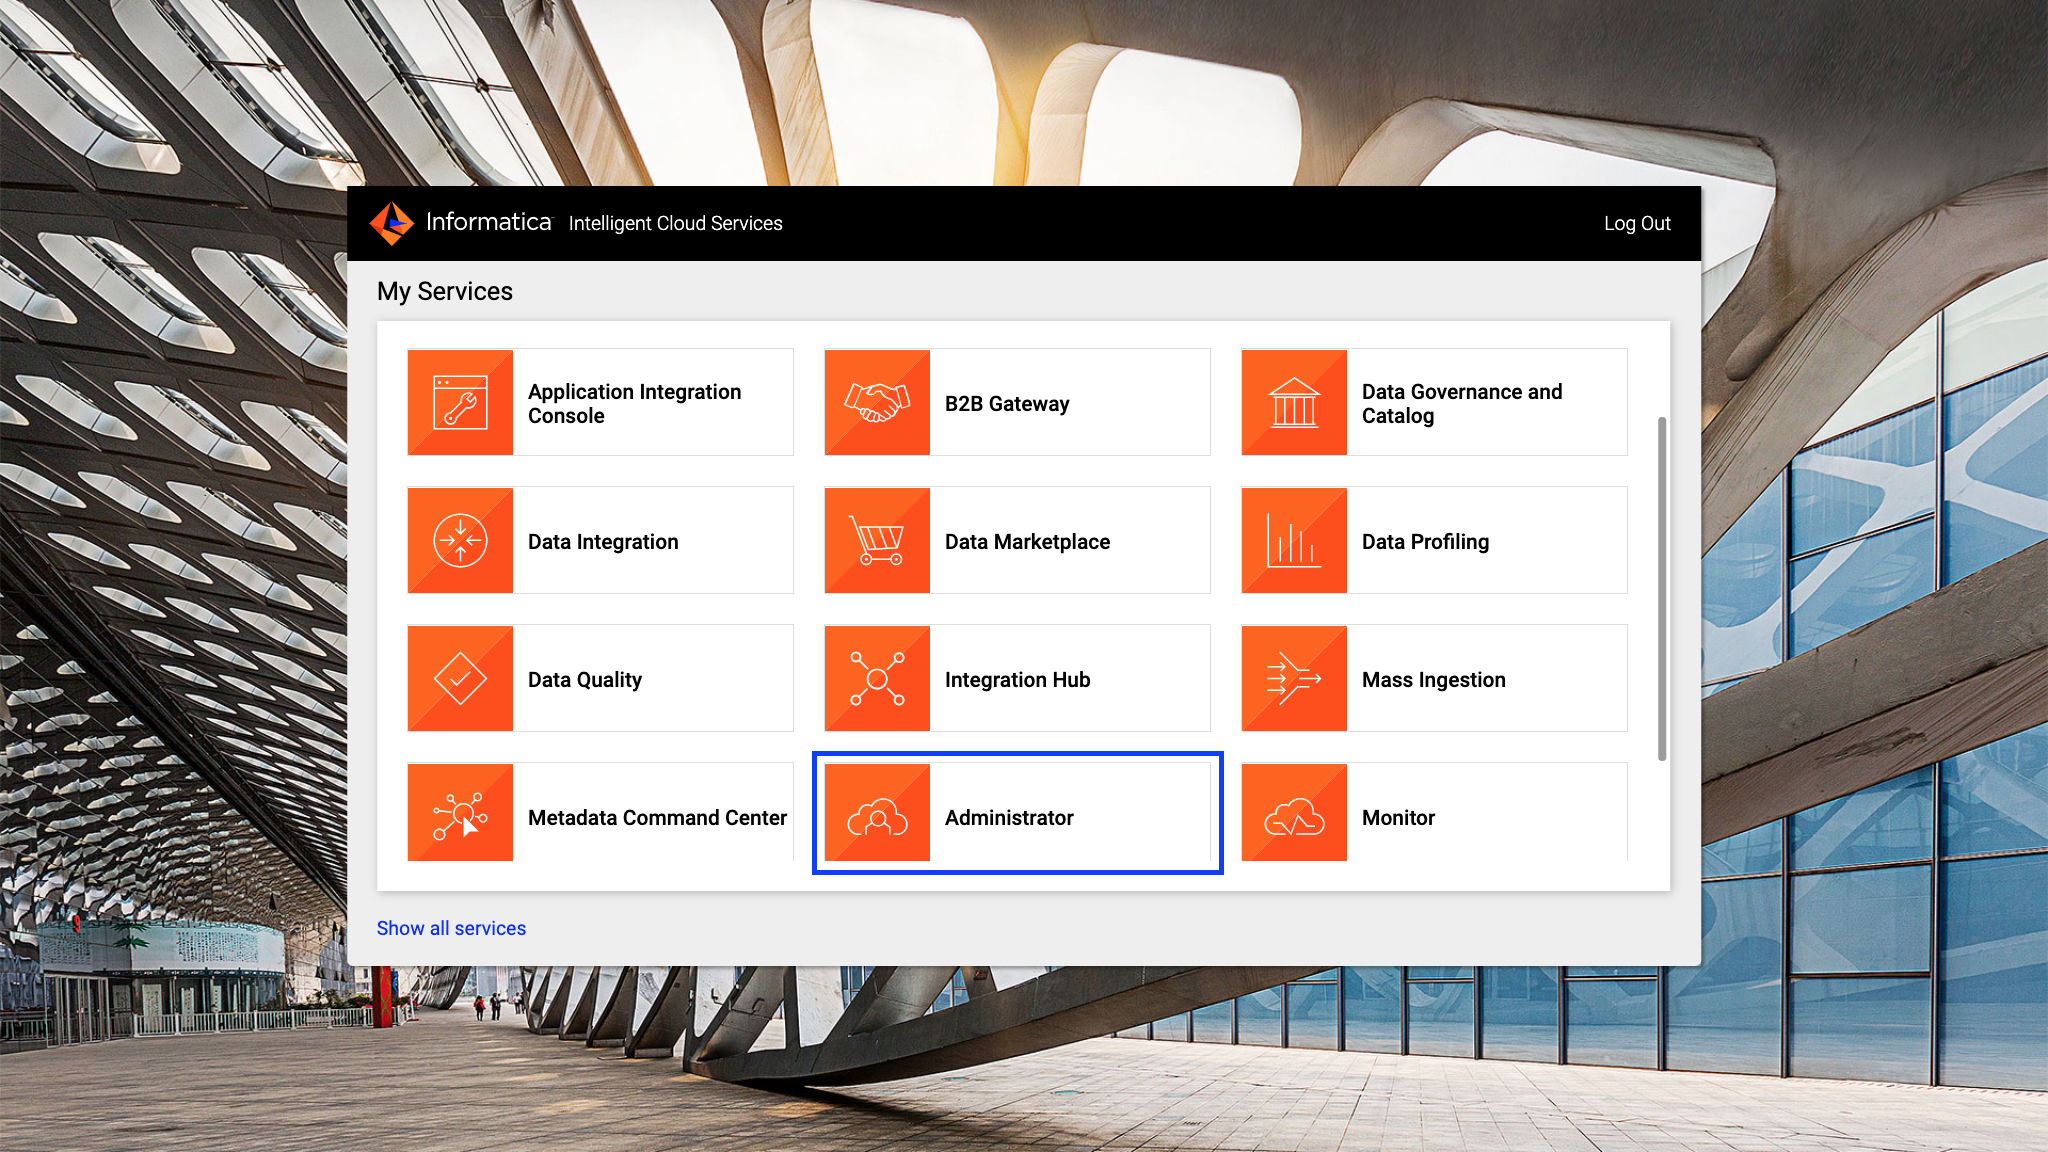 Informatica Intelligent Cloud Services
Log Out
My Services
Application Integration
Console
B2B Gateway
Data Governance and
Catalog
Data Integration
Data Marketplace
Data Profiling
Data Quality
Integration Hub
Mass Ingestion
Metadata Command Center
Administrator
Monitor
Show all services